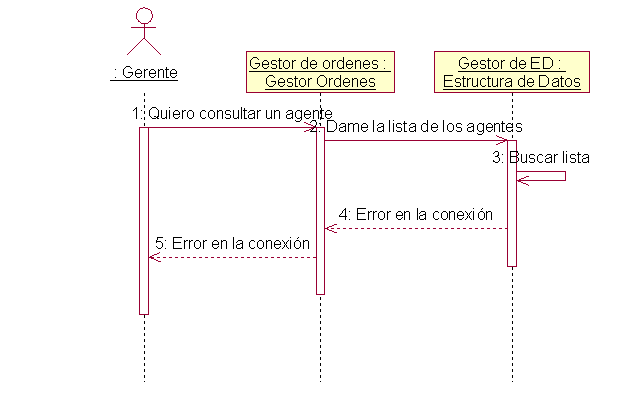 : Gerente
Gestor de ordenes :
Gestor Ordenes
Gestor de ED :
Estructura de Datos
1: Quiero consultar un agente
2: Dame la lista de los agentes
3: Buscar lista
4: Error en la conexión
5: Error en la conexión